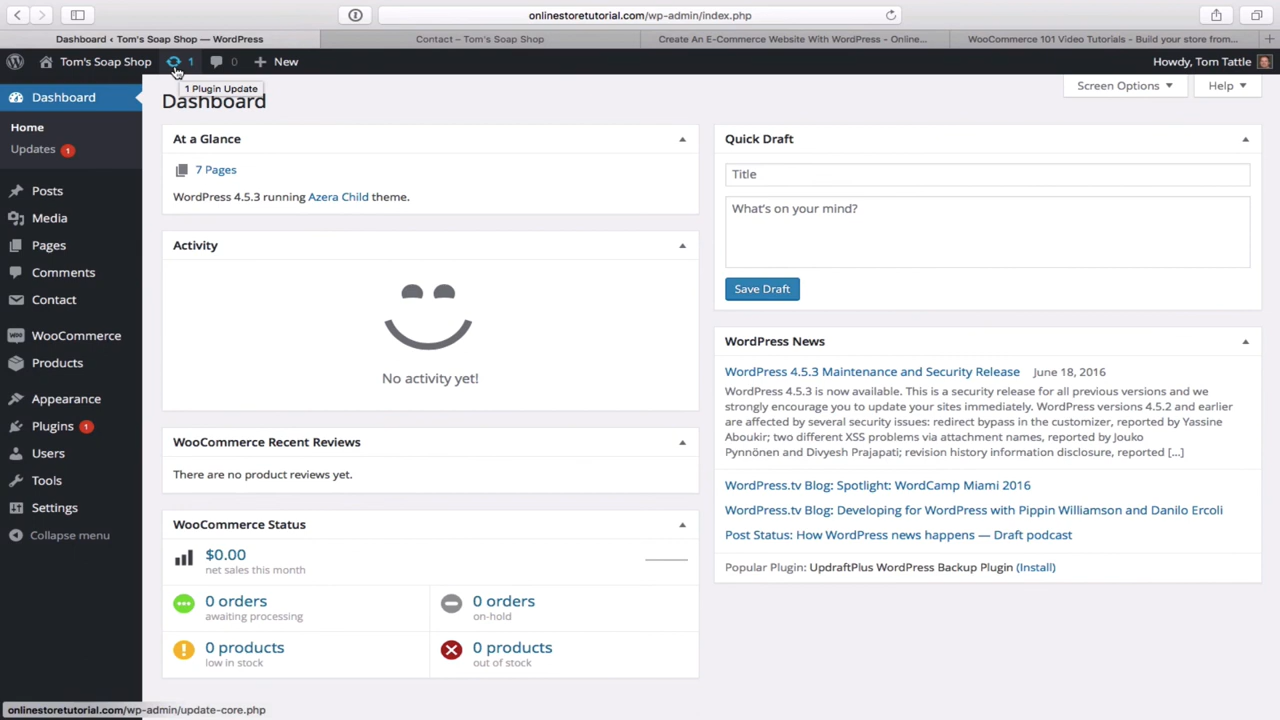 onlinestoretutorial.com/wp-admin/index.php
Dashboard ‹ Tom's Soap Shop — WordPress
Contact – Tom's Soap Shop
Create An E-Commerce Website With WordPress - Online...
WooCommerce 101 Video Tutorials - Build your store from...
Tom's Soap Shop
1
0
New
Howdy, Tom Tattle
1 Plugin Update
Dashboard
Screen Options
Help
Dashboard
Home
Updates 1
Posts
Media
Pages
Comments
Contact
WooCommerce
Products
Appearance
Plugins 1
Users
Tools
Settings
Collapse menu
At a Glance
7 Pages
WordPress 4.5.3 running Azera Child theme.
Activity
No activity yet!
WooCommerce Recent Reviews
There are no product reviews yet.
WooCommerce Status
$0.00
net sales this month
0 orders
awaiting processing
0 orders
on-hold
0 products
low in stock
0 products
out of stock
Quick Draft
Title
What's on your mind?
Save Draft
WordPress News
WordPress 4.5.3 Maintenance and Security Release June 18, 2016
WordPress 4.5.3 is now available. This is a security release for all previous versions and we
strongly encourage you to update your sites immediately. WordPress versions 4.5.2 and earlier
are affected by several security issues: redirect bypass in the customizer, reported by Yassine
Aboukir; two different XSS problems via attachment names, reported by Jouko
Pynnönen and Divyesh Prajapati; revision history information disclosure, reported [...]
WordPress.tv Blog: Spotlight: WordCamp Miami 2016
WordPress.tv Blog: Developing for WordPress with Pippin Williamson and Danilo Ercoli
Post Status: How WordPress news happens — Draft podcast
Popular Plugin: UpdraftPlus WordPress Backup Plugin (Install)
onlinestoretutorial.com/wp-admin/update-core.php